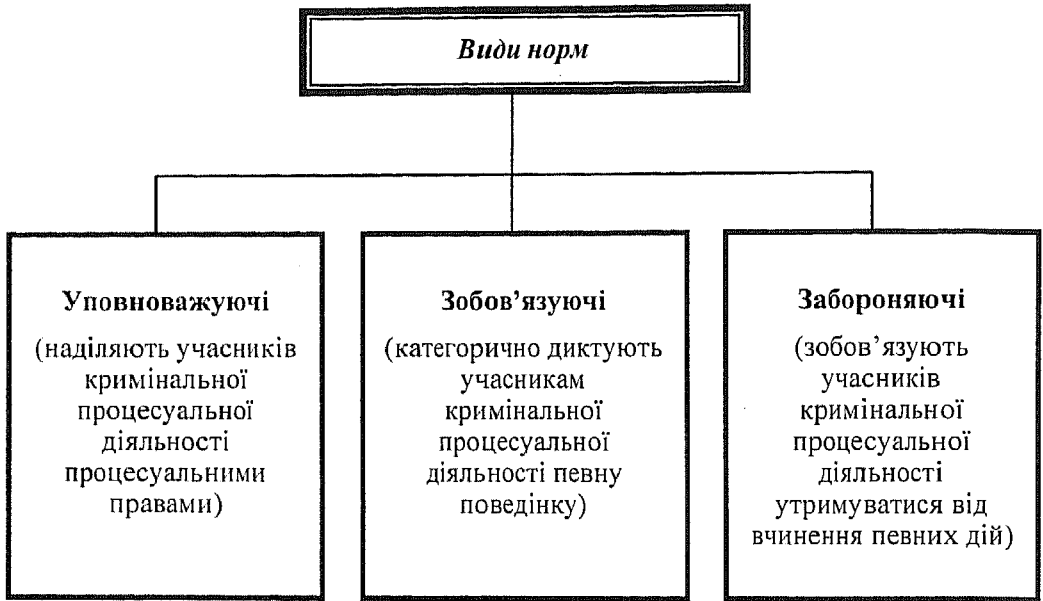 Види норм
Уповноважуючі
(наділяють учасників
кримінальної
процесуальної
діяльності
процесуальними
правами)
Зобов’язуючі
(категорично диктують
учасникам
кримінальної
процесуальної
діяльності певну
поведінку)
Забороняючі
(зобов’язують
учасників
кримінальної
процесуальної
діяльності
утримуватися від
вчинення певних дій)